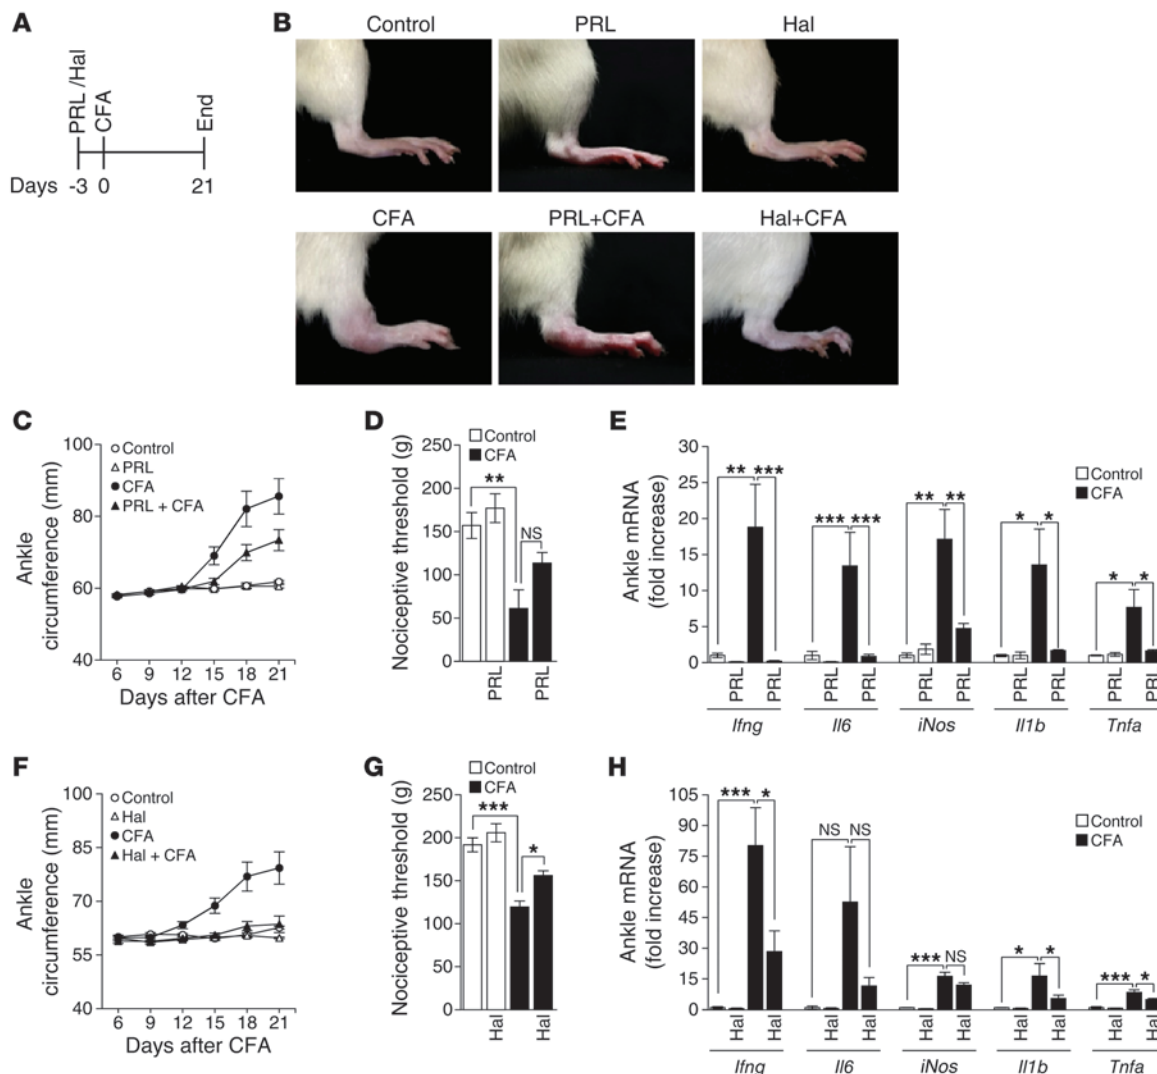 A
PRL /Hal
CFA
End
Days -3 0 21
B
Control PRL Hal
CFA PRL+CFA Hal+CFA
C
Ankle
circumference (mm)
100
80
60
40
Control
PRL
CFA
PRL + CFA
6 9 12 15 18 21
Days after CFA
D
Nociceptive threshold (g)
250
200
150
100
50
0
Control
CFA
**
NS
PRL PRL
E
Ankle mRNA
(fold increase)
30
25
20
15
10
5
0
Control
CFA
** *** *** *** ** ** * * * *
PRL PRL PRL PRL PRL PRL PRL PRL PRL PRL
Ifng Il6 iNos Il1b Tnfa
F
Ankle
circumference (mm)
100
85
70
55
40
Control
Hal
CFA
Hal + CFA
6 9 12 15 18 21
Days after CFA
G
Nociceptive threshold (g)
250
200
150
100
50
0
Control
CFA
***
*
Hal Hal
H
Ankle mRNA
(fold increase)
105
90
75
60
45
30
15
0
Control
CFA
*** * NS NS *** NS * * *** *
Hal Hal Hal Hal Hal Hal Hal Hal Hal Hal
Ifng Il6 iNos Il1b Tnfa